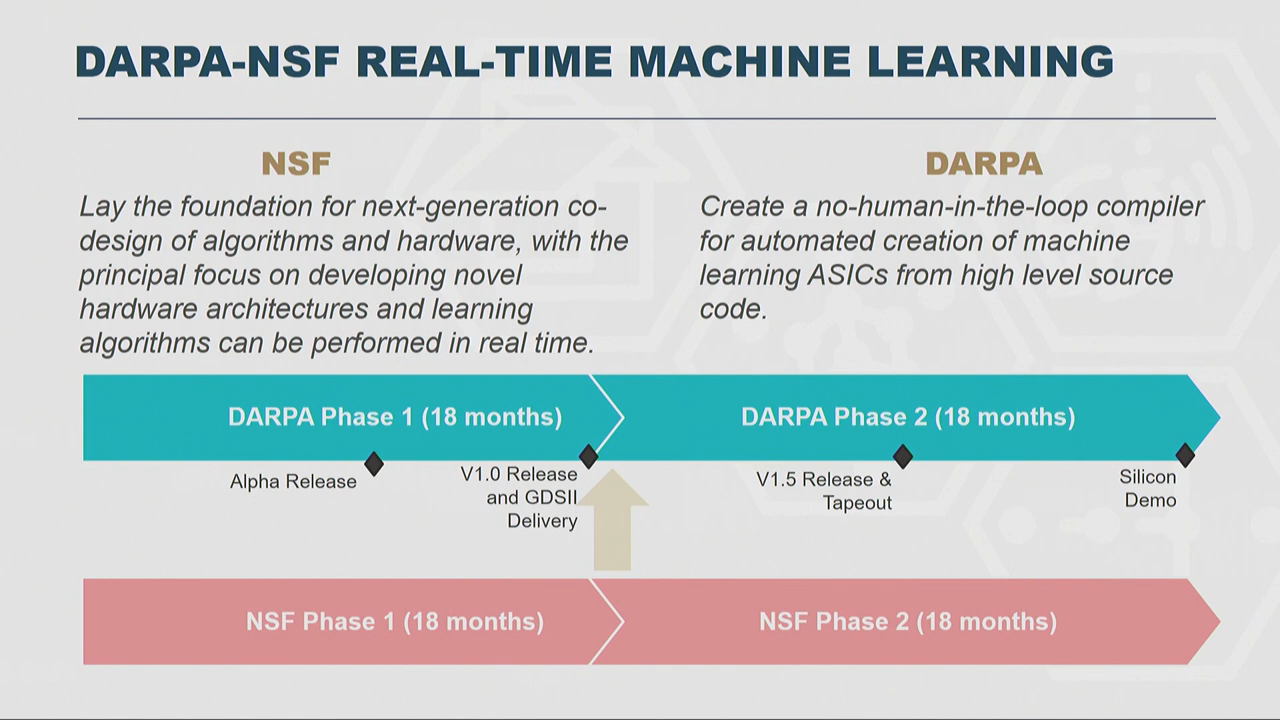 DARPA-NSF REAL-TIME MACHINE LEARNING
NSF
Lay the foundation for next-generation co-
design of algorithms and hardware, with the
principal focus on developing novel
hardware architectures and learning
algorithms can be performed in real time.
DARPA
Create a no-human-in-the-loop compiler
for automated creation of machine
learning ASICs from high level source
code.
DARPA Phase 1 (18 months)
DARPA Phase 2 (18 months)
Alpha Release
V1.0 Release
and GDSII
Delivery
V1.5 Release &
Tapeout
Silicon
Demo
NSF Phase 1 (18 months)
NSF Phase 2 (18 months)